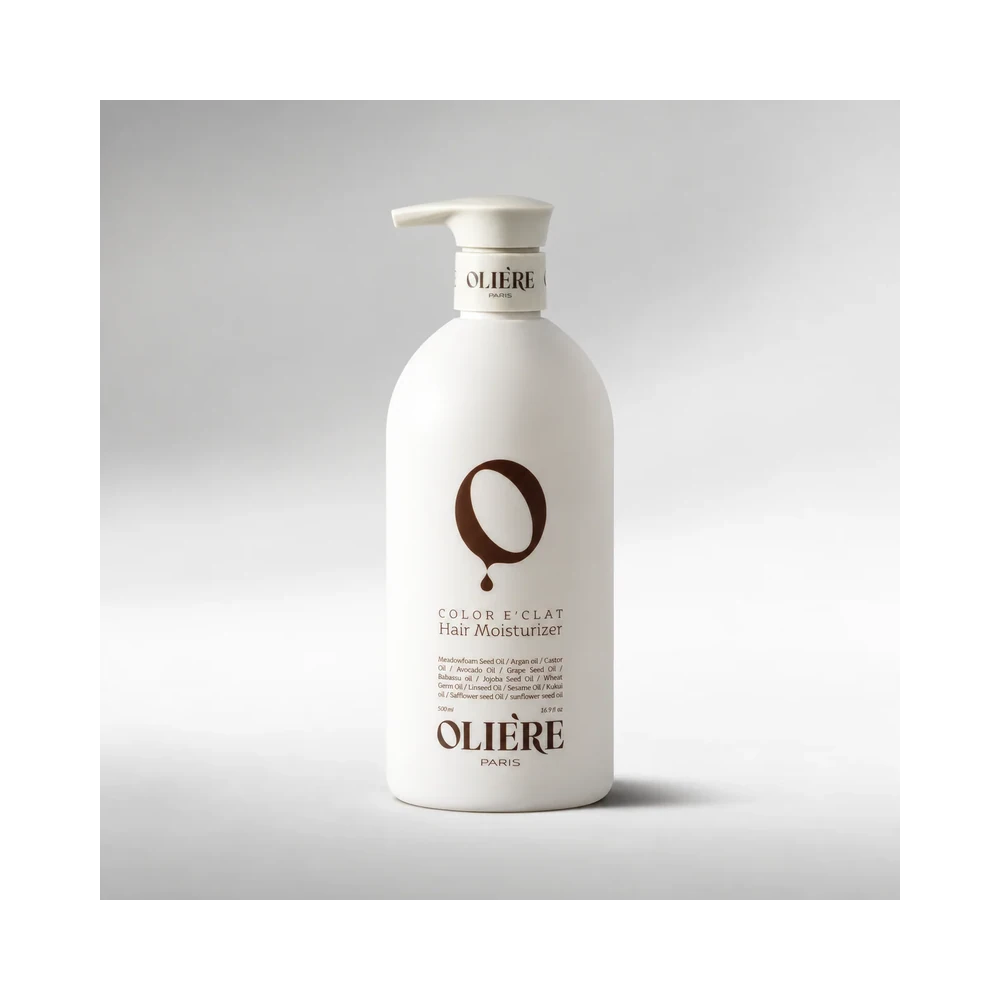 OLIÈRE
PARIS
COLOR E'CLAT
Hair Moisturizer
Meadowfoam Seed Oil / Argan oil / Castor
Oil / Avocado Oil / Grape Seed Oil /
Babassu oil / Jojoba Seed Oil / Wheat
Germ Oil / Linseed Oil / Sesame Oil / Kukui
oil / Safflower seed Oil / sunflower seed oil
500 ml 16.9 fl oz
OLIÈRE
PARIS